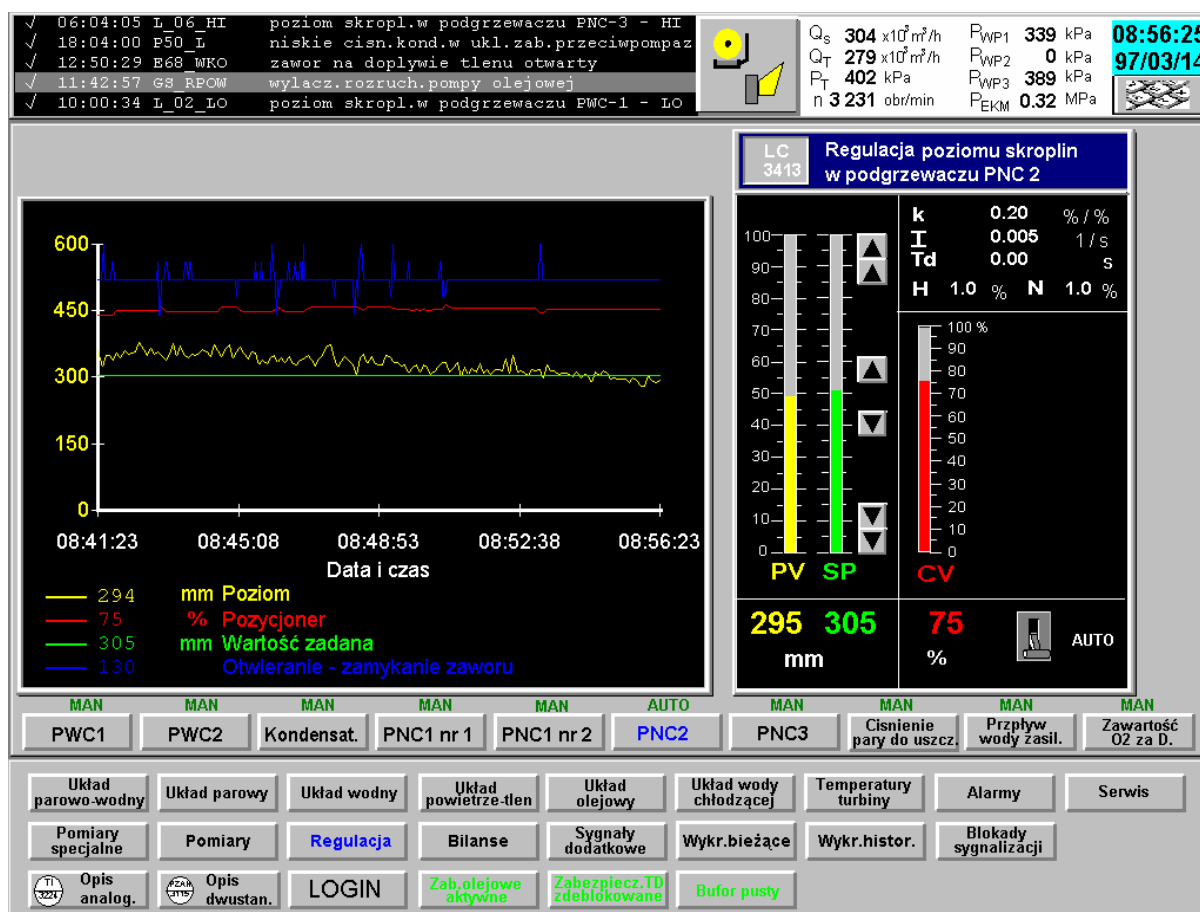 √ 06:04:05 L_06_HI poziom skropl.w podgrzewaczu PNC-3 - HI
√ 18:04:00 P50_L niskie cisn.kond.w ukl.zab.przeciwpompaz
√ 12:50:29 E68_WKO zawor na doplywie tlenu otwarty
√ 11:42:57 GS_RPOW wylacz.rozruch.pompy olejowej
√ 10:00:34 L_02_LO poziom skropl.w podgrzewaczu PWC-1 - LO
QS 304 x10³m³/h PWP1 339 kPa
QT 279 x10³m³/h PWP2 0 kPa
PT 402 kPa PWP3 389 kPa
n 3 231 obr/min PEKM 0.32 MPa
08:56:25
97/03/14
LC 3413
Regulacja poziomu skroplin
w podgrzewaczu PNC 2
600
450
300
150
0
08:41:23 08:45:08 08:48:53 08:52:38 08:56:23
Data i czas
294 mm Poziom
75 % Pozycjoner
305 mm Wartość zadana
130 Otwieranie - zamykanie zaworu
k 0.20 % / %
I 0.005 1 / s
Td 0.00 s
H 1.0 % N 1.0 %
100
90
80
70
60
50
40
30
20
10
0
PV SP
100 %
90
80
70
60
50
40
30
20
10
0
CV
295 305
mm
75
%
AUTO
MAN MAN MAN MAN MAN AUTO MAN MAN MAN MAN
PWC1 PWC2 Kondensat. PNC1 nr 1 PNC1 nr 2 PNC2 PNC3
Cisnienie
pary do uszcz.
Przpływ
wody zasil.
Zawartość
O2 za D.
Układ
parowo-wodny
Układ parowy
Układ wodny
Układ
powietrze-tlen
Układ
olejowy
Układ wody
chłodzącej
Temperatury
turbiny
Alarmy
Serwis
Pomiary
specjalne
Pomiary
Regulacja
Bilanse
Sygnały
dodatkowe
Wykr.bieżące
Wykr.histor.
Blokady
sygnalizacji
TI
3224
Opis
analog.
PZAH
3115
Opis
dwustan.
LOGIN
Zab.olejowe
aktywne
Zabezpiecz.TD
zdeblokowane
Bufor pusty